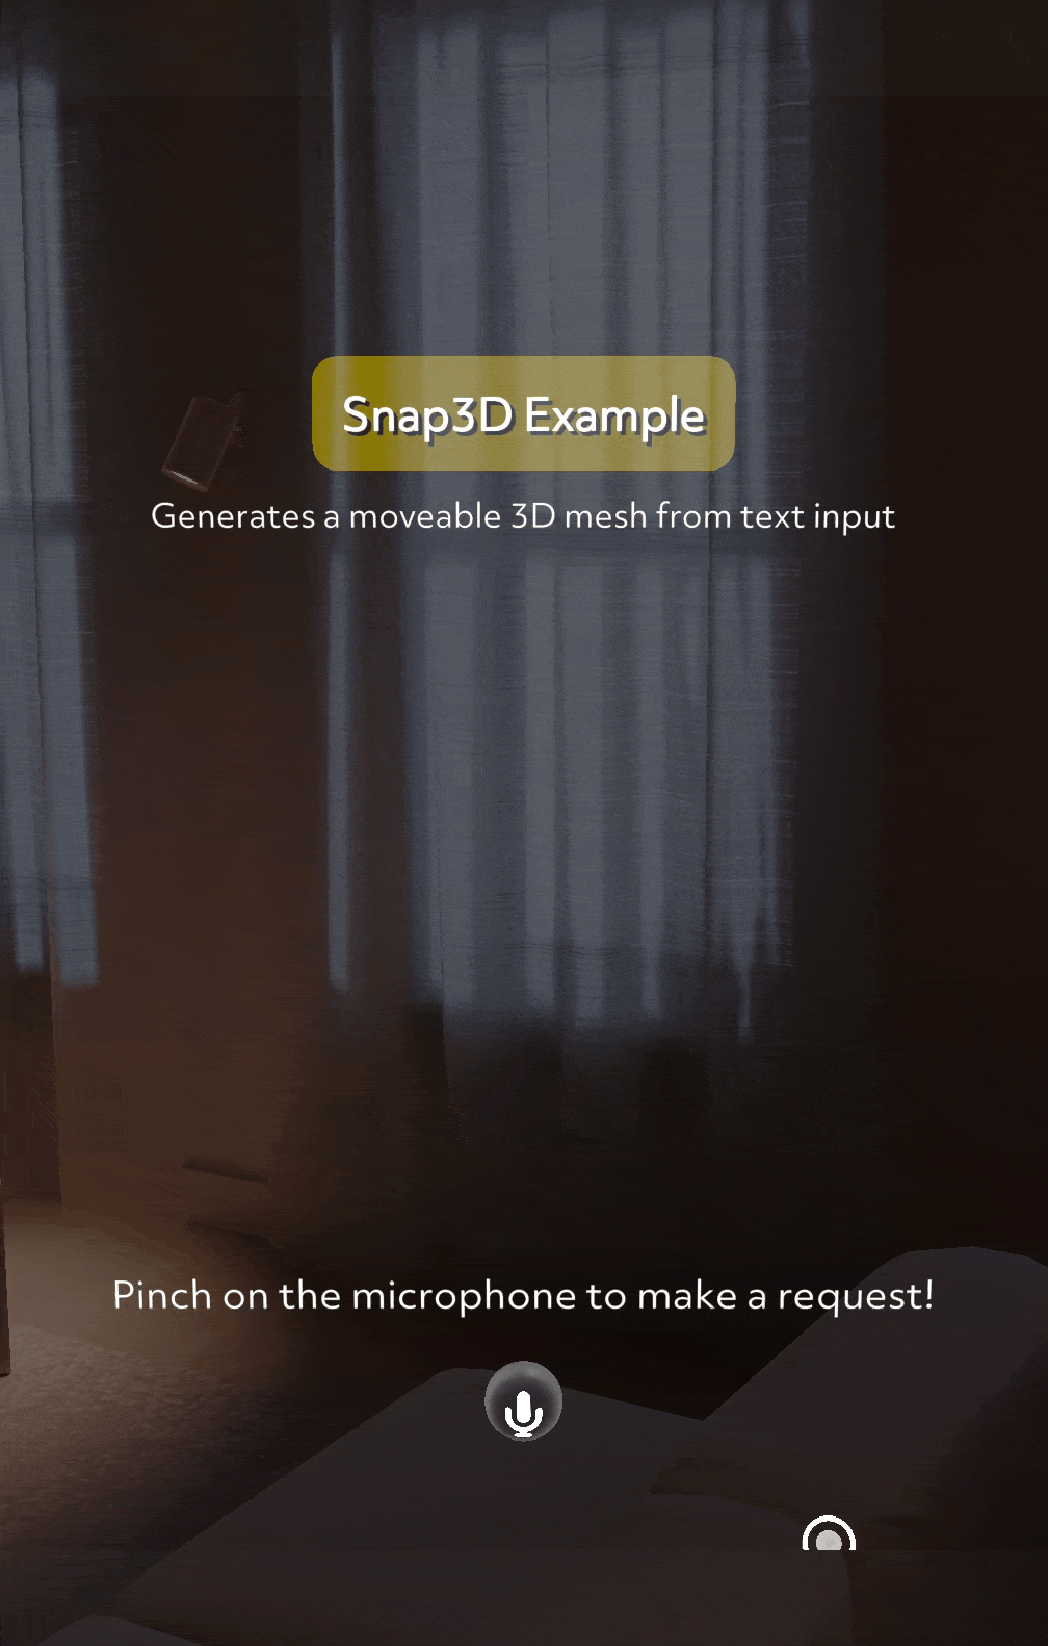 Snap3D Example
Generates a moveable 3D mesh from text input
Pinch on the microphone to make a request!